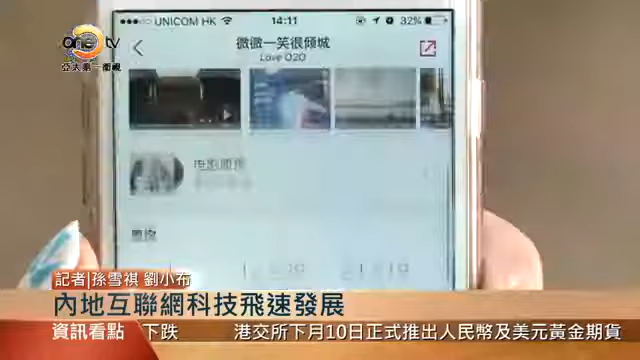 UNICOM HK 14:11 32%
one tv
亞太第一衛視
微微一笑很倾城
Love O2O
記者|孫雪祺 劉小布
內地互聯網科技飛速發展
資訊看點 下跌 港交所下月10日正式推出人民幣及美元黃金期貨